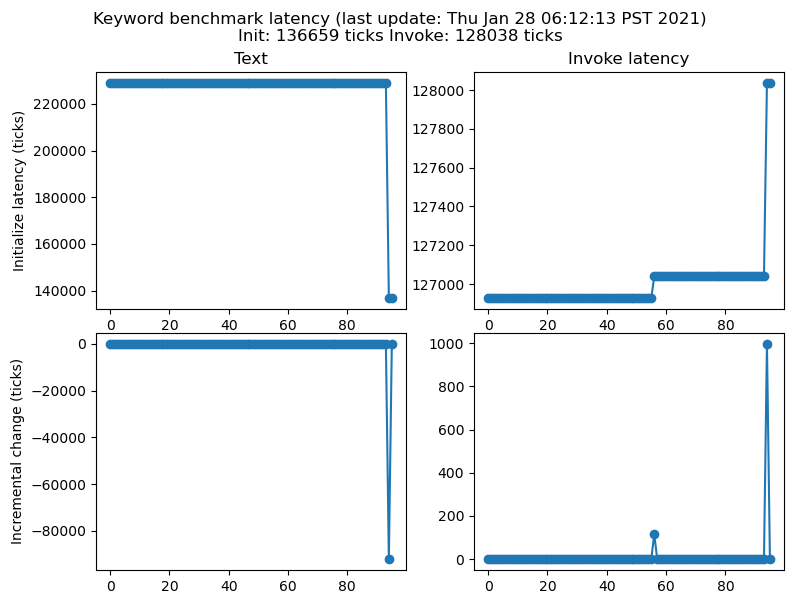 Keyword benchmark latency (last update: Thu Jan 28 06:12:13 PST 2021)
Init: 136659 ticks Invoke: 128038 ticks
Text
Initialize latency (ticks)
220000
200000
180000
160000
140000
0 20 40 60 80
Invoke latency
128000
127800
127600
127400
127200
127000
0 20 40 60 80
Incremental change (ticks)
0
−20000
−40000
−60000
−80000
0 20 40 60 80
1000
800
600
400
200
0
0 20 40 60 80